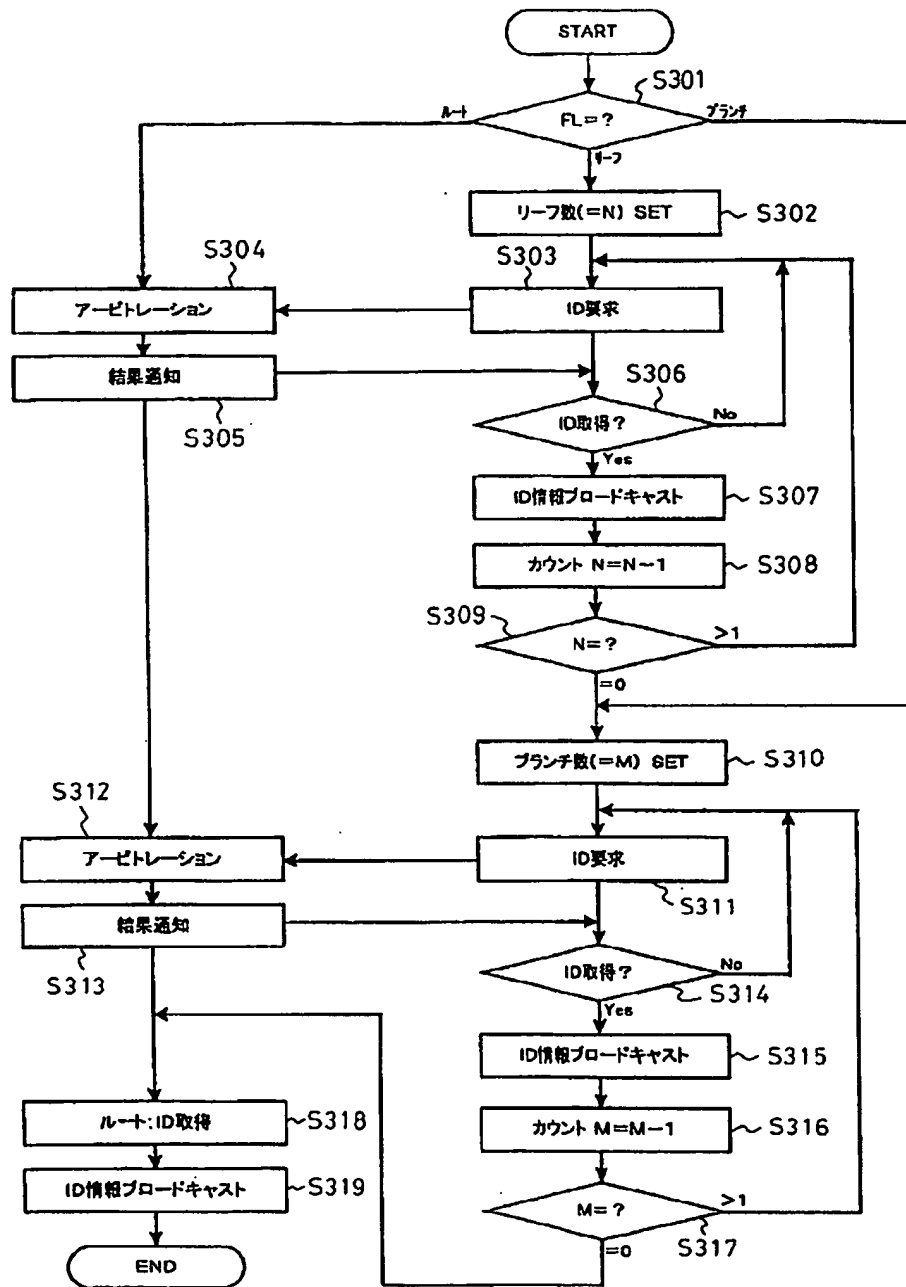 START
S301
ルート
FL=?
ブランチ
リーフ
リーフ数(=N) SET
S302
S304
S303
アービトレーション
ID要求
結果通知
S305
S306
ID取得?
No
Yes
ID情報ブロードキャスト
S307
カウント N=N-1
S308
S309
N=?
>1
=0
ブランチ数(=M) SET
S310
S312
アービトレーション
ID要求
S311
結果通知
S313
ID取得?
No
S314
Yes
ID情報ブロードキャスト
S315
ルート:ID取得
S318
カウント M=M-1
S316
ID情報ブロードキャスト
S319
M=?
>1
S317
=0
END